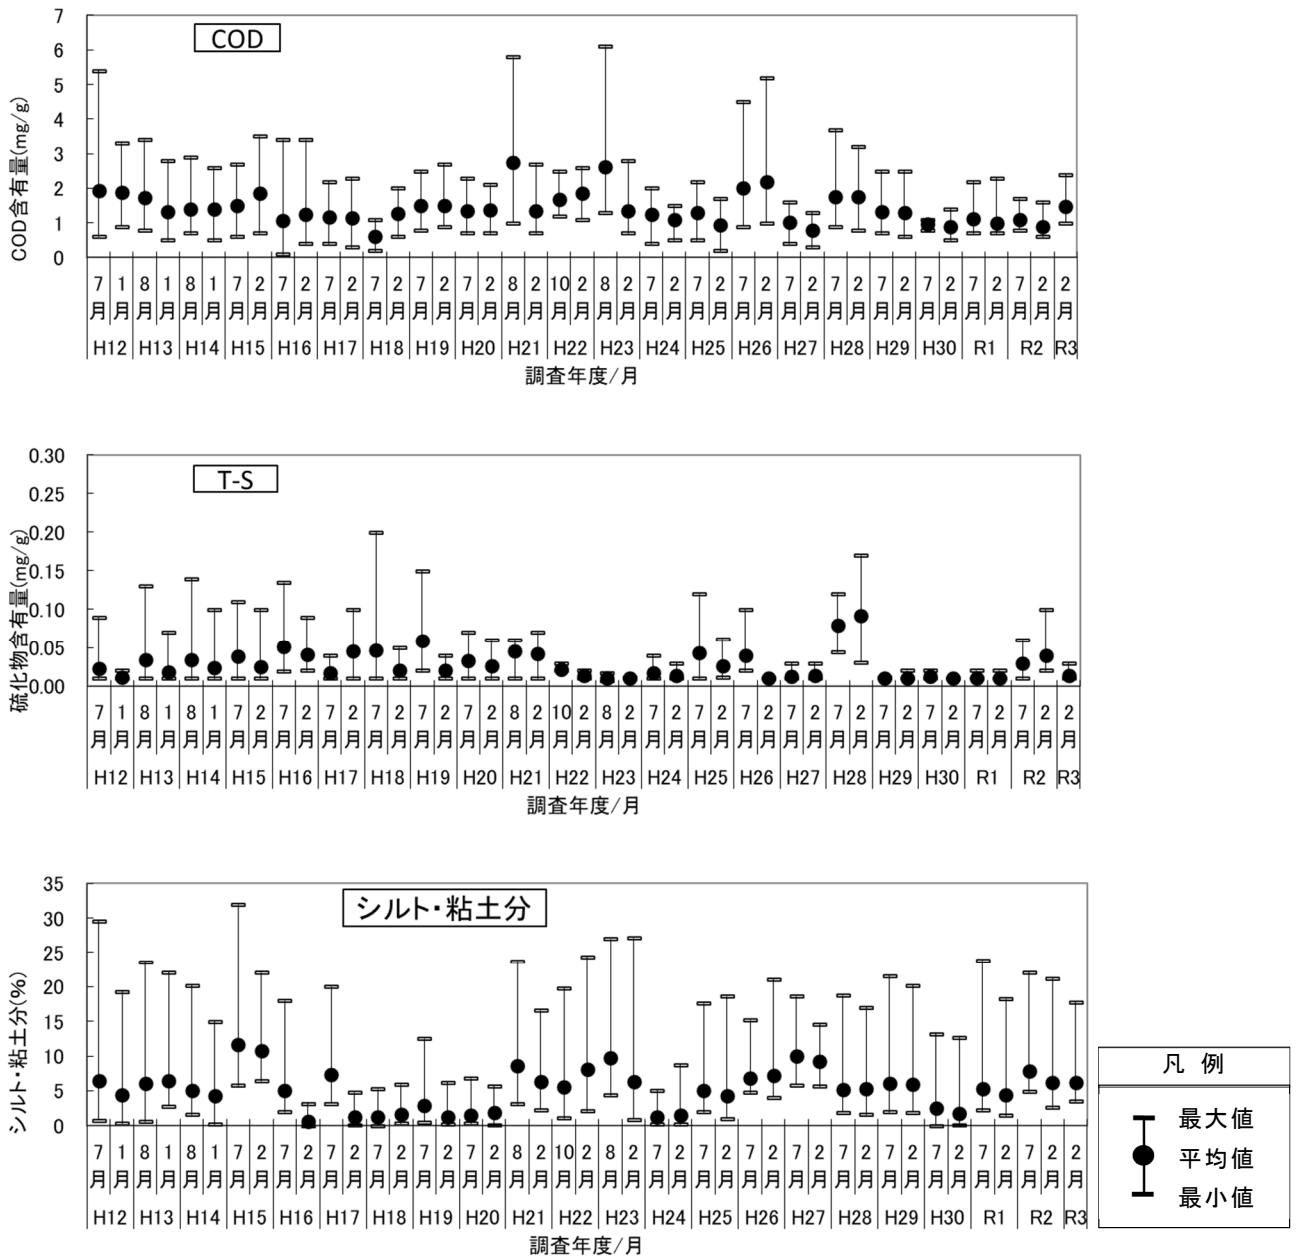 COD
COD含有量(mg/g)
7
6
5
4
3
2
1
0
7 1 8 1 8 1 7 2 7 2 7 2 7 2 7 2 7 2 8 2 10 2 8 2 7 2 7 2 7 2 7 2 7 2 7 2 7 2 7 2 7 2 2
月 月 月 月 月 月 月 月 月 月 月 月 月 月 月 月 月 月 月 月 月 月 月 月 月 月 月 月 月 月 月 月 月 月 月 月 月 月 月 月 月 月 月
H12 H13 H14 H15 H16 H17 H18 H19 H20 H21 H22 H23 H24 H25 H26 H27 H28 H29 H30 R1 R2 R3
調査年度/月
T-S
硫化物含有量(mg/g)
0.30
0.25
0.20
0.15
0.10
0.05
0.00
7 1 8 1 8 1 7 2 7 2 7 2 7 2 7 2 7 2 8 2 10 2 8 2 7 2 7 2 7 2 7 2 7 2 7 2 7 2 7 2 7 2 2
月 月 月 月 月 月 月 月 月 月 月 月 月 月 月 月 月 月 月 月 月 月 月 月 月 月 月 月 月 月 月 月 月 月 月 月 月 月 月 月 月 月 月
H12 H13 H14 H15 H16 H17 H18 H19 H20 H21 H22 H23 H24 H25 H26 H27 H28 H29 H30 R1 R2 R3
調査年度/月
シルト・粘土分
シルト・粘土分(%)
35
30
25
20
15
10
5
0
7 1 8 1 8 1 7 2 7 2 7 2 7 2 7 2 7 2 8 2 10 2 8 2 7 2 7 2 7 2 7 2 7 2 7 2 7 2 7 2 7 2 2
月 月 月 月 月 月 月 月 月 月 月 月 月 月 月 月 月 月 月 月 月 月 月 月 月 月 月 月 月 月 月 月 月 月 月 月 月 月 月 月 月 月 月
H12 H13 H14 H15 H16 H17 H18 H19 H20 H21 H22 H23 H24 H25 H26 H27 H28 H29 H30 R1 R2 R3
調査年度/月
凡 例
最大値
平均値
最小値